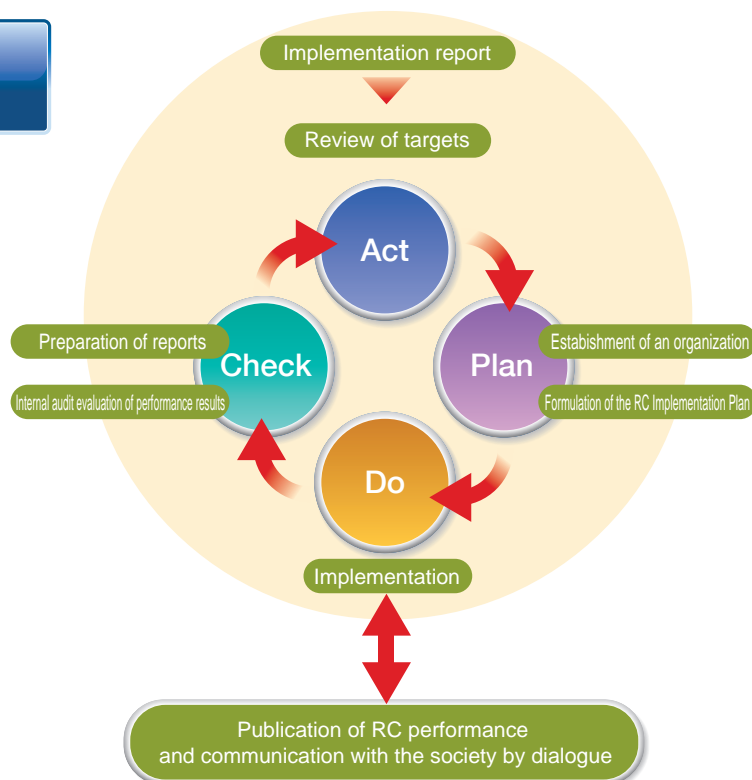 Implementation report
Review of targets
Act
Preparation of reports
Check
Internal audit evaluation of performance results
Plan
Estabishment of an organization
Formulation of the RC Implementation Plan
Do
Implementation
Publication of RC performance
and communication with the society by dialogue